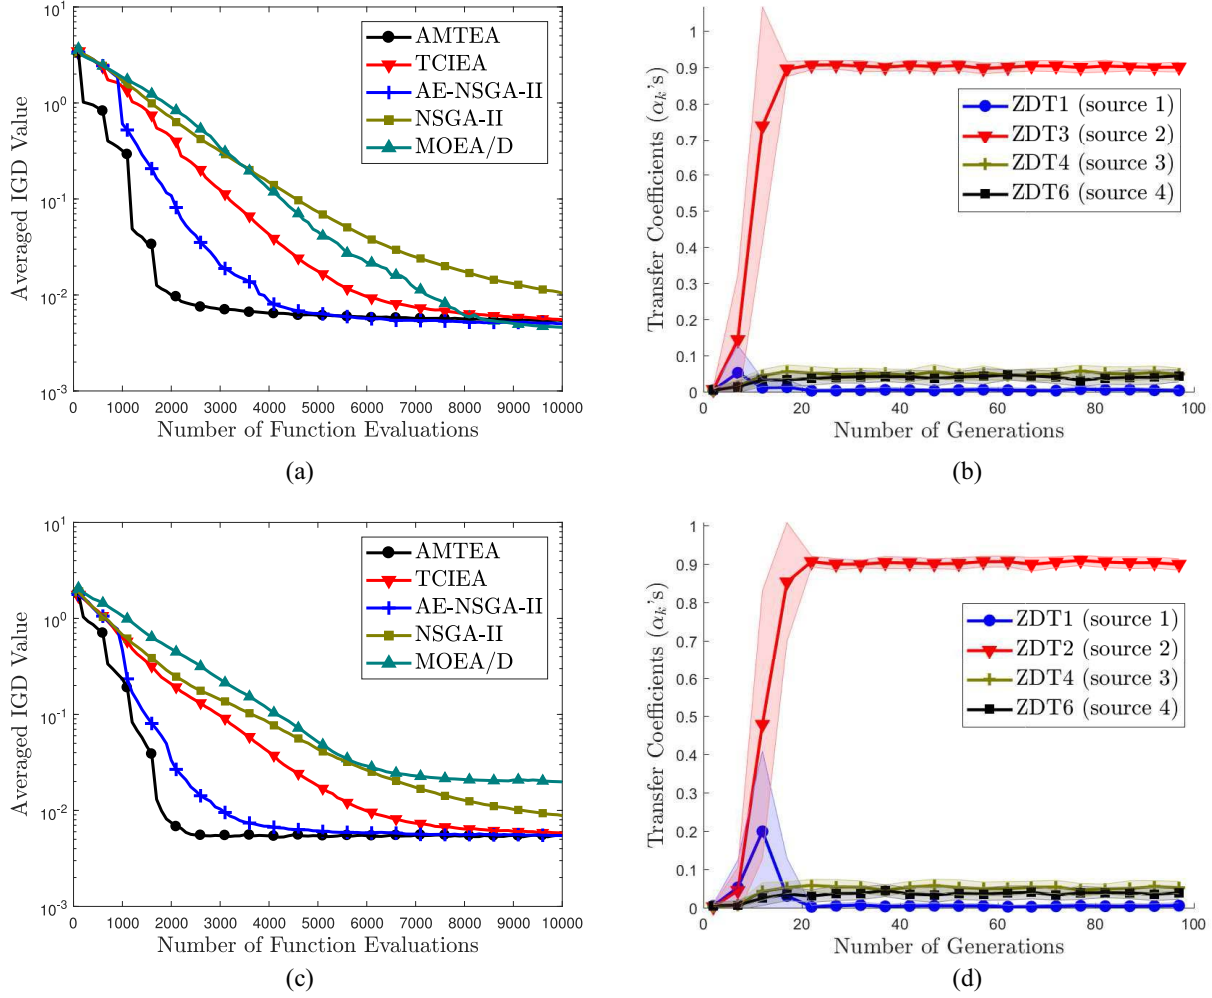 10^1
10^0
10^-1
10^-2
10^-3
Averaged IGD Value
0 1000 2000 3000 4000 5000 6000 7000 8000 9000 10000
Number of Function Evaluations
AMTEA
TCIEA
AE-NSGA-II
NSGA-II
MOEA/D
(a)
1
0.9
0.8
0.7
0.6
0.5
0.4
0.3
0.2
0.1
0
Transfer Coefficients (α_k's)
0 20 40 60 80 100
Number of Generations
ZDT1 (source 1)
ZDT3 (source 2)
ZDT4 (source 3)
ZDT6 (source 4)
(b)
10^1
10^0
10^-1
10^-2
10^-3
Averaged IGD Value
0 1000 2000 3000 4000 5000 6000 7000 8000 9000 10000
Number of Function Evaluations
AMTEA
TCIEA
AE-NSGA-II
NSGA-II
MOEA/D
(c)
1
0.9
0.8
0.7
0.6
0.5
0.4
0.3
0.2
0.1
0
Transfer Coefficients (α_k's)
0 20 40 60 80 100
Number of Generations
ZDT1 (source 1)
ZDT2 (source 2)
ZDT4 (source 3)
ZDT6 (source 4)
(d)